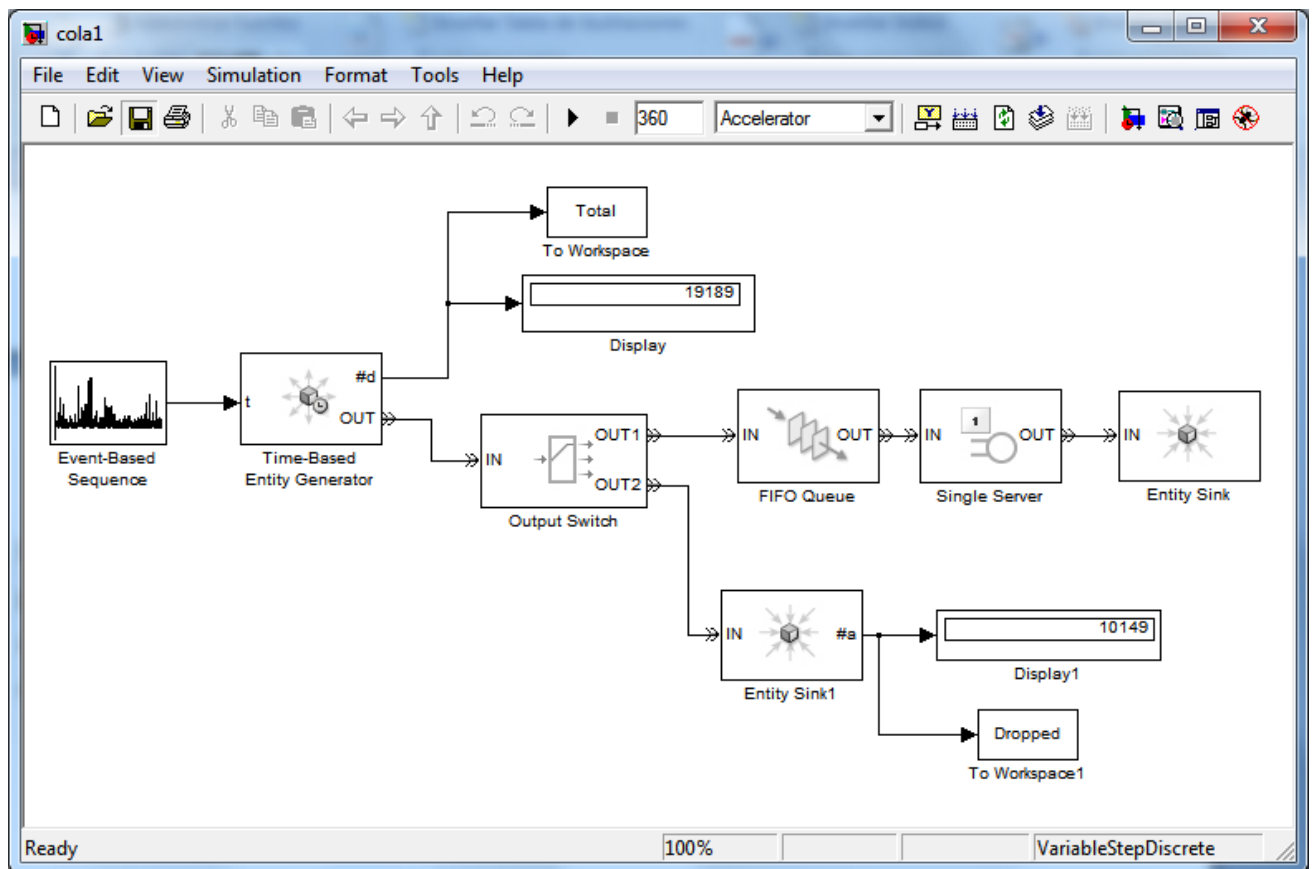 cola1
File Edit View Simulation Format Tools Help
360 Accelerator
Total
To Workspace
19189
Display
Event-Based
Sequence
t #d
OUT
Time-Based
Entity Generator
IN OUT1
OUT2
Output Switch
IN OUT
FIFO Queue
1
IN OUT
Single Server
IN
Entity Sink
IN #a
Entity Sink1
10149
Display1
Dropped
To Workspace1
Ready 100% VariableStepDiscrete